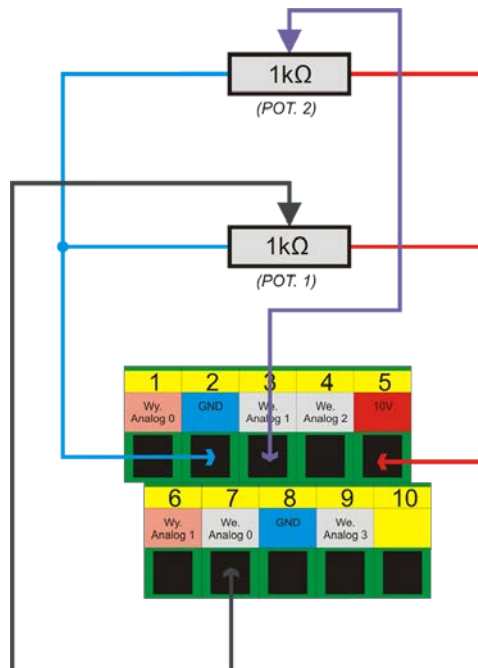 1kΩ
(POT. 2)
1kΩ
(POT. 1)
1 2 3 4 5
Wy. Analog 0 GND We. Analog 1 We. Analog 2 10V
6 7 8 9 10
Wy. Analog 1 We. Analog 0 GND We. Analog 3